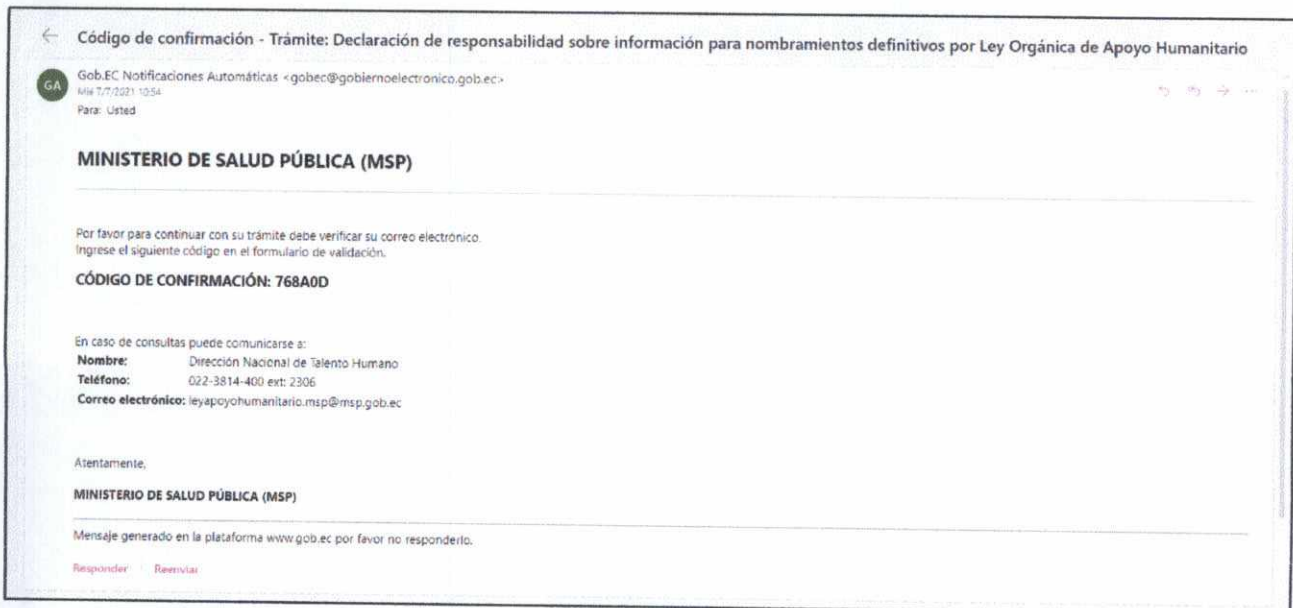 Código de confirmación - Trámite: Declaración de responsabilidad sobre información para nombramientos definitivos por Ley Orgánica de Apoyo Humanitario
GA
Gob.EC Notificaciones Automáticas <gobec@gobiernoelectronico.gob.ec>
Mié 7/7/2021 10:54
Para: Usted
MINISTERIO DE SALUD PÚBLICA (MSP)
Por favor para continuar con su trámite debe verificar su correo electrónico.
Ingrese el siguiente código en el formulario de validación.
CÓDIGO DE CONFIRMACIÓN: 768A0D
En caso de consultas puede comunicarse a:
Nombre: Dirección Nacional de Talento Humano
Teléfono: 022-3814-400 ext: 2306
Correo electrónico: leyapoyohumanitario.msp@msp.gob.ec
Atentamente,
MINISTERIO DE SALUD PÚBLICA (MSP)
Mensaje generado en la plataforma www.gob.ec por favor no responderlo.
Responder Reenviar